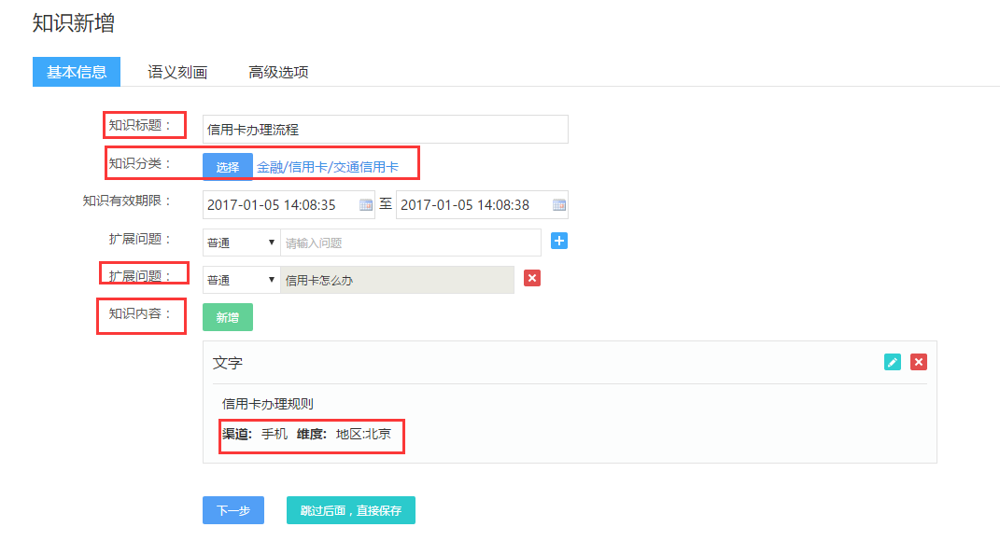 知识新增
基本信息 语义刻画 高级选项
知识标题： 信用卡办理流程
知识分类： 选择 金融/信用卡/交通信用卡
知识有效期限： 2017-01-05 14:08:35 至 2017-01-05 14:08:38
扩展问题： 普通 请输入问题
扩展问题： 普通 信用卡怎么办
知识内容： 新增
文字
信用卡办理规则
渠道: 手机 维度: 地区:北京
下一步 跳过后面，直接保存